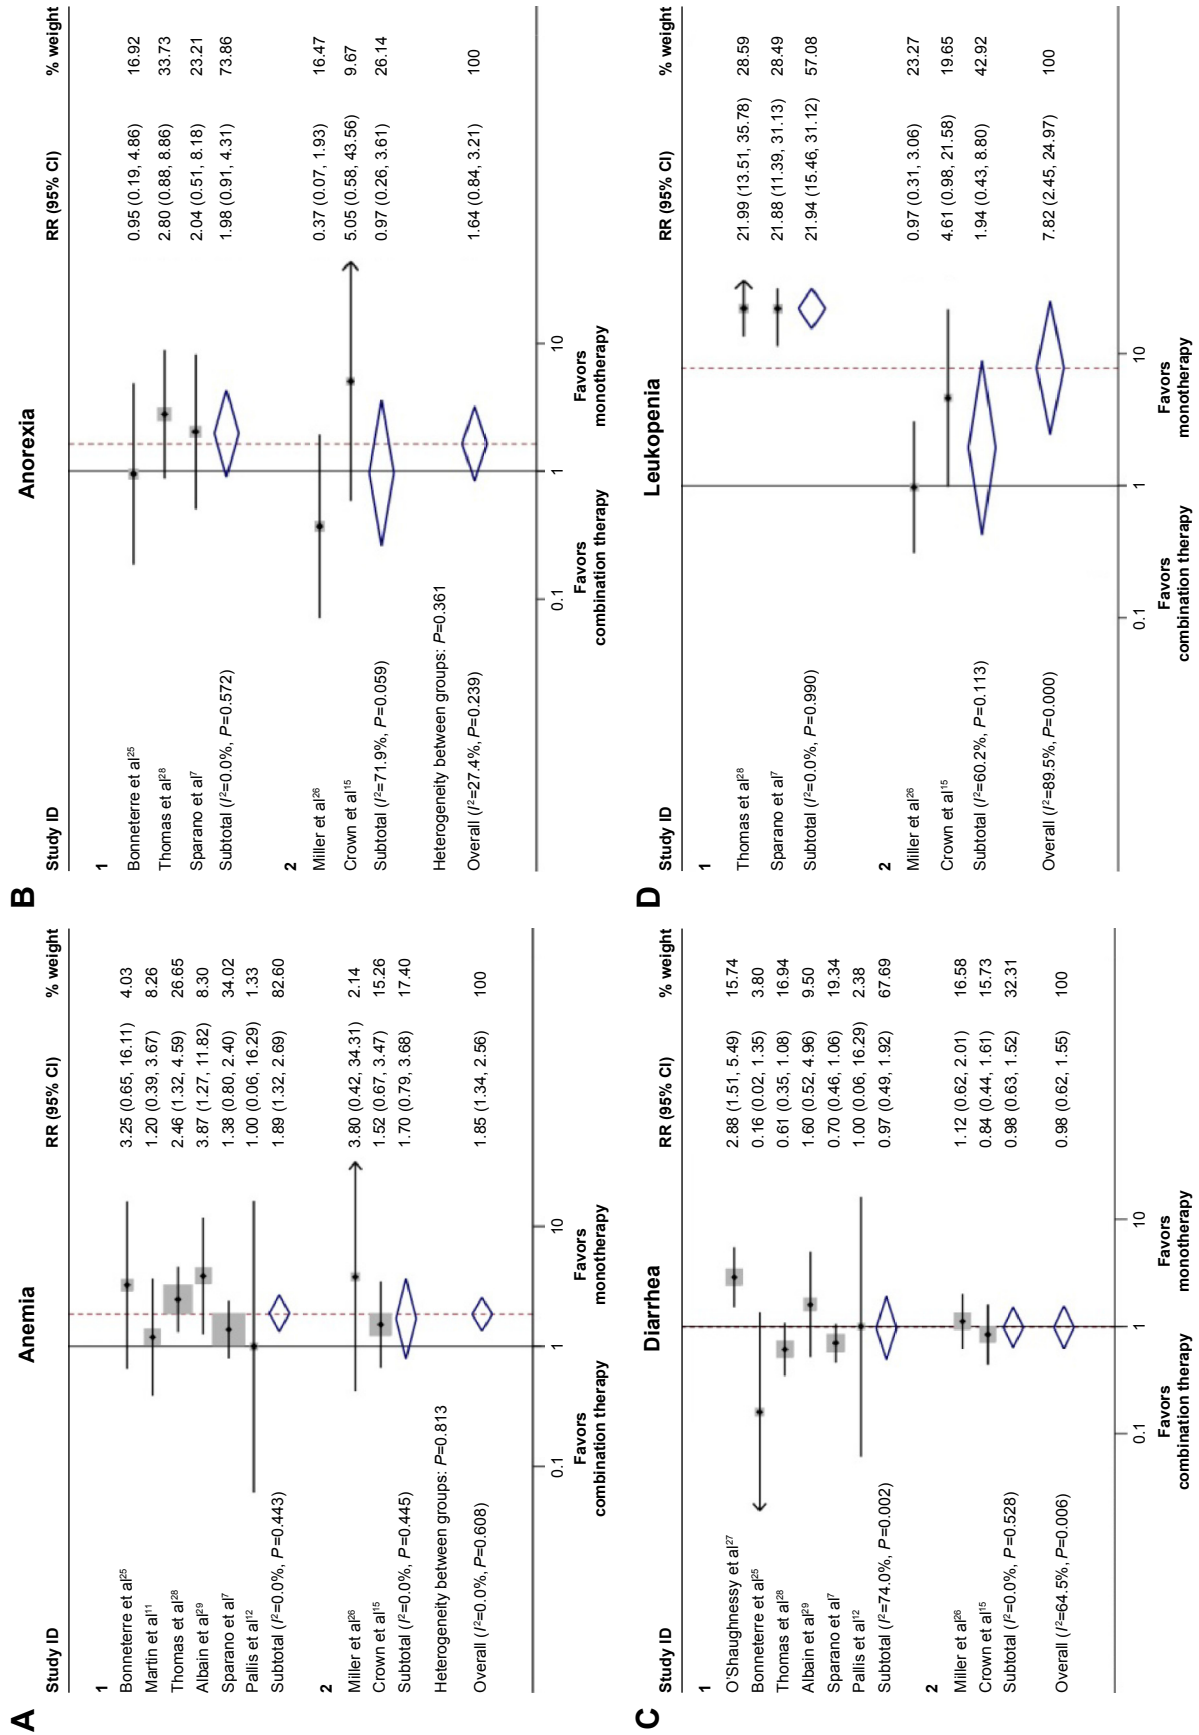 A
Anemia
Study ID RR (95% CI) % weight
1
Bonneterre et al25 3.25 (0.65, 16.11) 4.03
Martin et al11 1.20 (0.39, 3.67) 8.26
Thomas et al28 2.46 (1.32, 4.59) 26.65
Albain et al29 3.87 (1.27, 11.82) 8.30
Sparano et al7 1.38 (0.80, 2.40) 34.02
Pallis et al12 1.00 (0.06, 16.29) 1.33
Subtotal (I2=0.0%, P=0.443) 1.89 (1.32, 2.69) 82.60
2
Miller et al26 3.80 (0.42, 34.31) 2.14
Crown et al15 1.52 (0.67, 3.47) 15.26
Subtotal (I2=0.0%, P=0.445) 1.70 (0.79, 3.68) 17.40
Heterogeneity between groups: P=0.813
Overall (I2=0.0%, P=0.608) 1.85 (1.34, 2.56) 100
0.1 1 10
Favors Favors
combination therapy monotherapy
B
Anorexia
Study ID RR (95% CI) % weight
1
Bonneterre et al25 0.95 (0.19, 4.86) 16.92
Thomas et al28 2.80 (0.88, 8.86) 33.73
Sparano et al7 2.04 (0.51, 8.18) 23.21
Subtotal (I2=0.0%, P=0.572) 1.98 (0.91, 4.31) 73.86
2
Miller et al26 0.37 (0.07, 1.93) 16.47
Crown et al15 5.05 (0.58, 43.56) 9.67
Subtotal (I2=71.9%, P=0.059) 0.97 (0.26, 3.61) 26.14
Heterogeneity between groups: P=0.361
Overall (I2=27.4%, P=0.239) 1.64 (0.84, 3.21) 100
0.1 1 10
Favors Favors
combination therapy monotherapy
C
Diarrhea
Study ID RR (95% CI) % weight
1
O'Shaughnessy et al27 2.88 (1.51, 5.49) 15.74
Bonneterre et al25 0.16 (0.02, 1.35) 3.80
Thomas et al28 0.61 (0.35, 1.08) 16.94
Albain et al29 1.60 (0.52, 4.96) 9.50
Sparano et al7 0.70 (0.46, 1.06) 19.34
Pallis et al12 1.00 (0.06, 16.29) 2.38
Subtotal (I2=74.0%, P=0.002) 0.97 (0.49, 1.92) 67.69
2
Miller et al26 1.12 (0.62, 2.01) 16.58
Crown et al15 0.84 (0.44, 1.61) 15.73
Subtotal (I2=0.0%, P=0.528) 0.98 (0.63, 1.52) 32.31
Overall (I2=64.5%, P=0.006) 0.98 (0.62, 1.55) 100
0.1 1 10
Favors Favors
combination therapy monotherapy
D
Leukopenia
Study ID RR (95% CI) % weight
1
Thomas et al28 21.99 (13.51, 35.78) 28.59
Sparano et al7 21.88 (11.39, 31.13) 28.49
Subtotal (I2=0.0%, P=0.990) 21.94 (15.46, 31.12) 57.08
2
Miller et al26 0.97 (0.31, 3.06) 23.27
Crown et al15 4.61 (0.98, 21.58) 19.65
Subtotal (I2=60.2%, P=0.113) 1.94 (0.43, 8.80) 42.92
Overall (I2=89.5%, P=0.000) 7.82 (2.45, 24.97) 100
0.1 1 10
Favors Favors
combination therapy monotherapy